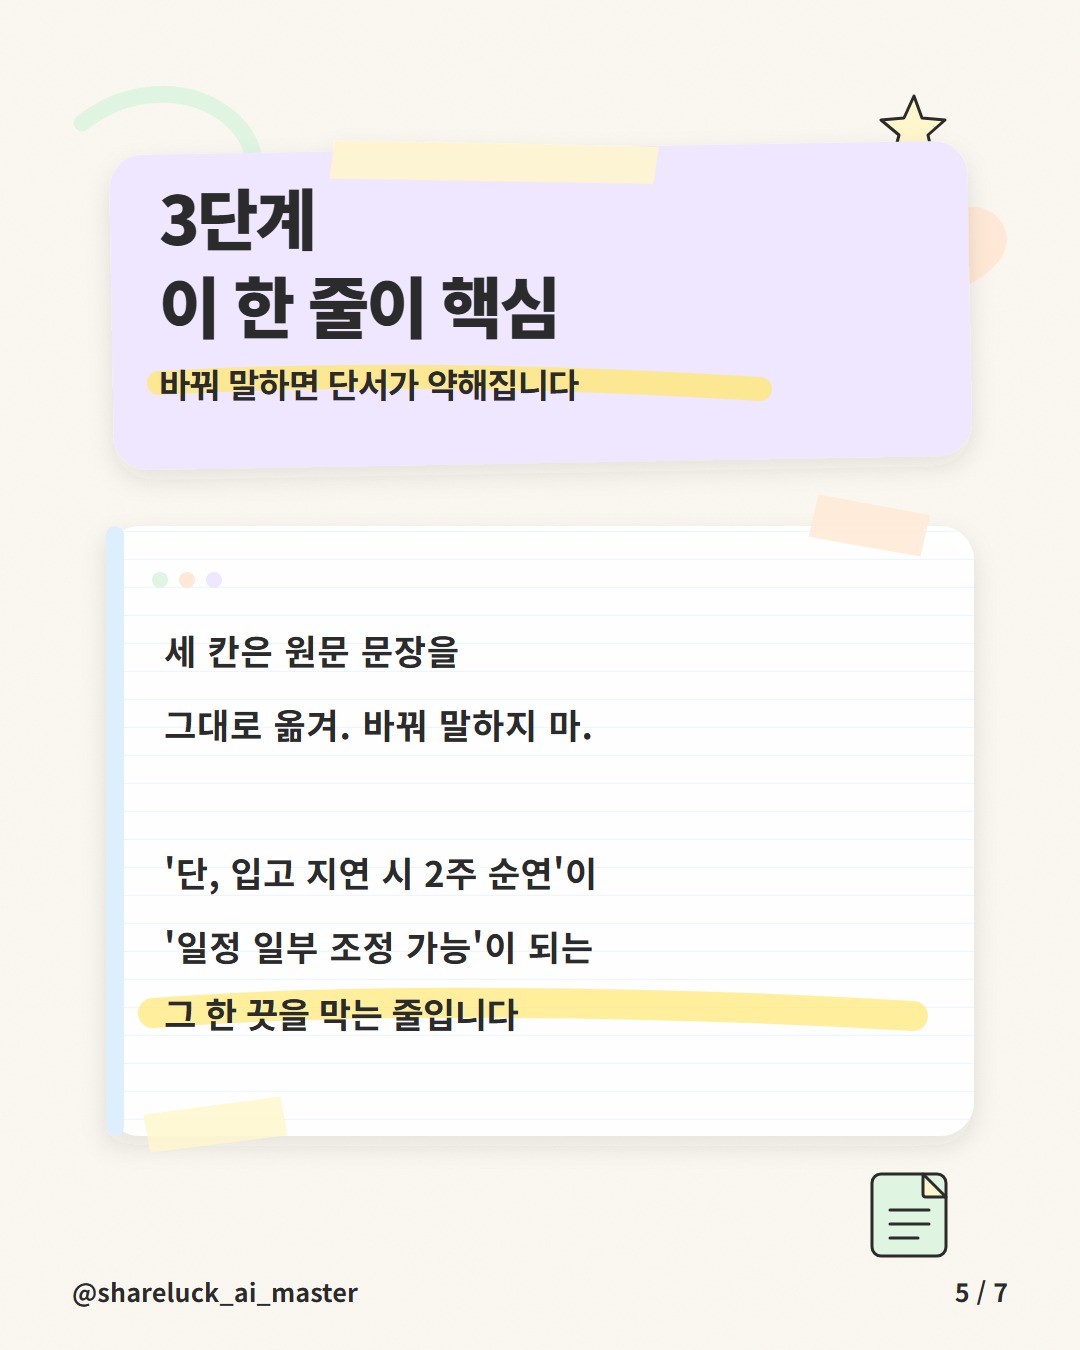 3단계
이 한 줄이 핵심
바꿔 말하면 단서가 약해집니다
세 칸은 원문 문장을
그대로 옮겨. 바꿔 말하지 마.
'단, 입고 지연 시 2주 순연'이
'일정 일부 조정 가능'이 되는
그 한 끗을 막는 줄입니다
@shareluck_ai_master
5 / 7